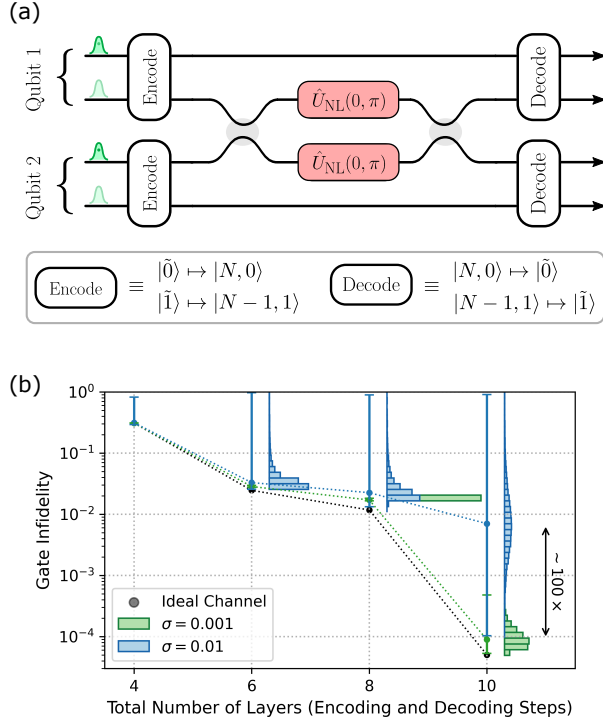 (a)
Qubit 1
Encode
Decode
Û_NL(0, π)
Qubit 2
Encode
Û_NL(0, π)
Decode
Encode ≡ |0̃⟩ ↦ |N, 0⟩
|1̃⟩ ↦ |N−1, 1⟩
Decode ≡ |N, 0⟩ ↦ |0̃⟩
|N−1, 1⟩ ↦ |1̃⟩
(b)
Gate Infidelity
10⁰
10⁻¹
10⁻²
10⁻³
10⁻⁴
~ 100 ×
Ideal Channel
σ = 0.001
σ = 0.01
4 6 8 10
Total Number of Layers (Encoding and Decoding Steps)